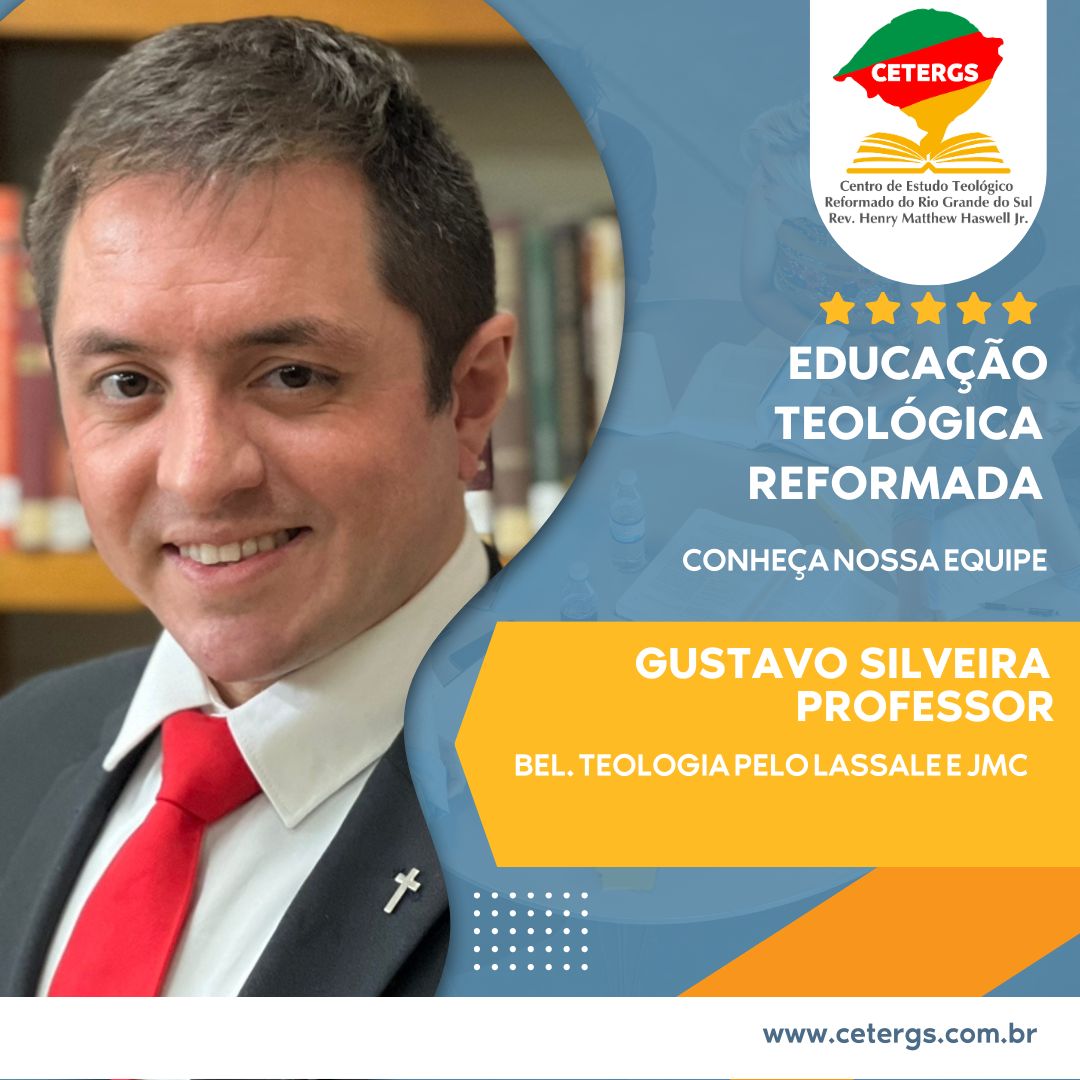 CETERGS
Centro de Estudo Teológico
Reformado do Rio Grande do Sul
Rev. Henry Matthew Haswell Jr.
EDUCAÇÃO
TEOLÓGICA
REFORMADA
CONHEÇA NOSSA EQUIPE
GUSTAVO SILVEIRA
PROFESSOR
BEL. TEOLOGIA PELO LASSALE E JMC
www.cetergs.com.br